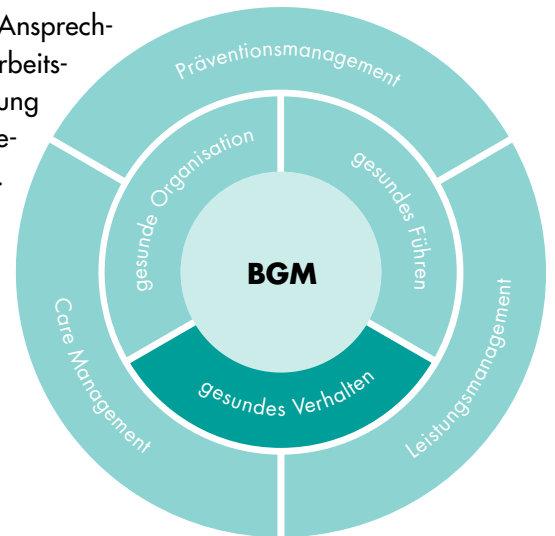 Ansprech-
rbeits-
ung
e-
.
Präventionsmanagement
gesunde Organisation
gesundes Führen
BGM
gesundes Verhalten
Care Management
Leistungsmanagement